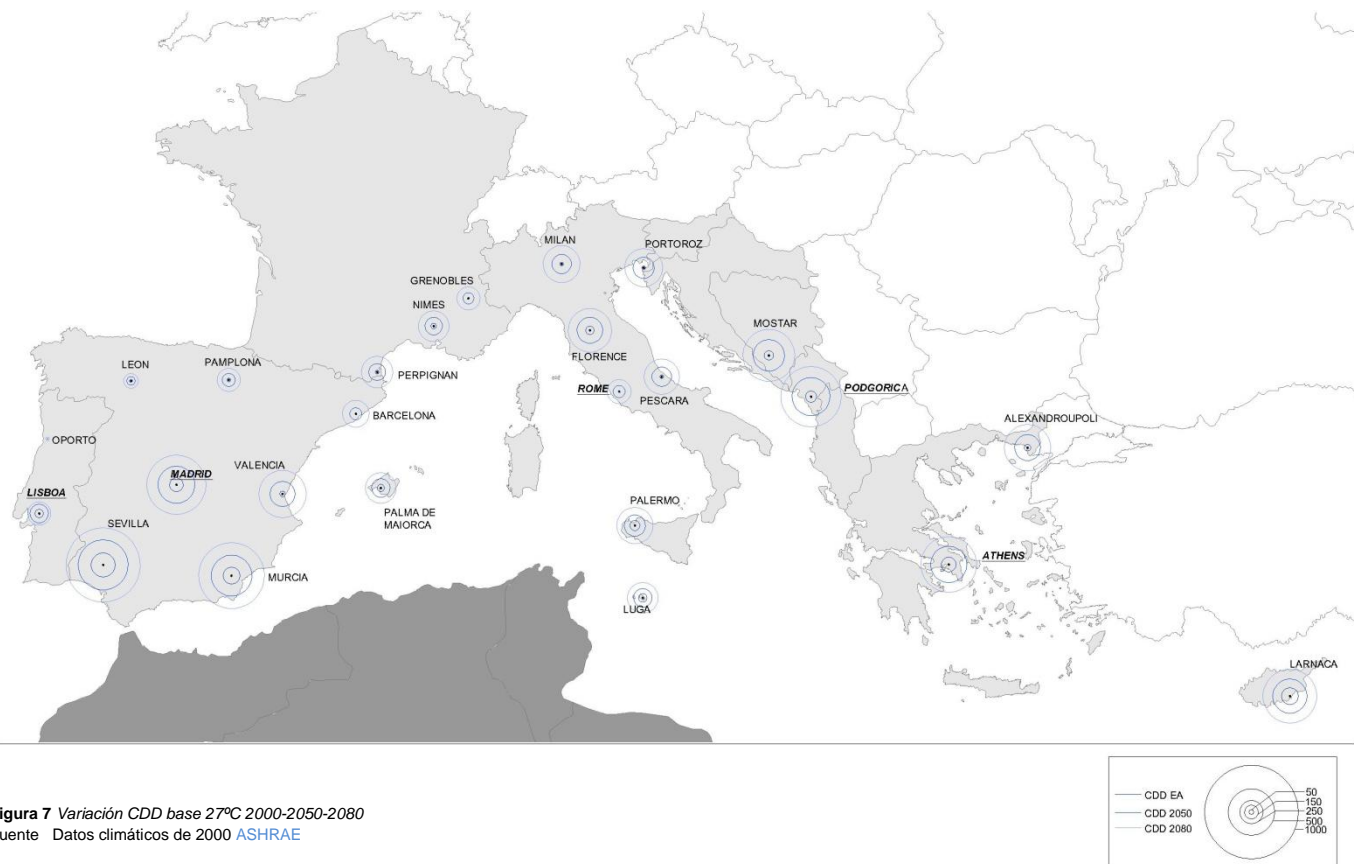 MILAN
PORTOROZ
GRENOBLES
NIMES
MOSTAR
LEON
PAMPLONA
FLORENCE
PERPIGNAN
ROME
PESCARA
PODGORICA
BARCELONA
ALEXANDROUPOLI
OPORTO
VALENCIA
MADRID
LISBOA
PALMA DE
MAIORCA
PALERMO
SEVILLA
ATHENS
MURCIA
LUGA
LARNACA
igura 7 Variación CDD base 27ºC 2000-2050-2080
uente Datos climáticos de 2000 ASHRAE
CDD EA
CDD 2050
CDD 2080
50
150
250
500
1000